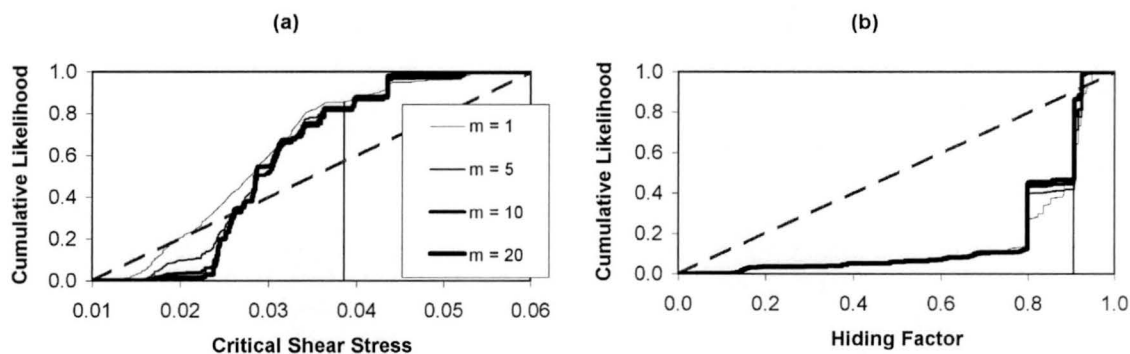 (a)
Cumulative Likelihood
1.0
0.8
0.6
0.4
0.2
0.0
0.01
0.02
0.03
0.04
0.05
0.06
Critical Shear Stress
m = 1
m = 5
m = 10
m = 20
(b)
Cumulative Likelihood
1.0
0.8
0.6
0.4
0.2
0.0
0.0
0.2
0.4
0.6
0.8
1.0
Hiding Factor